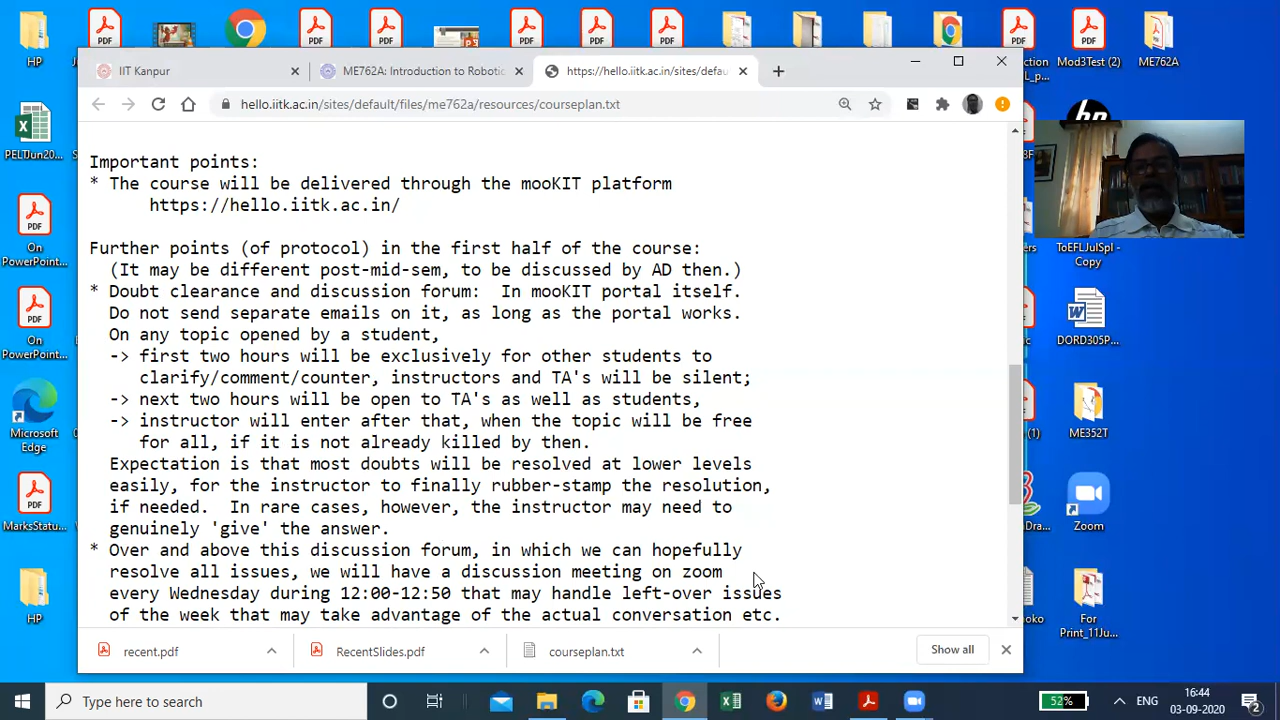 HP
IIT Kanpur
ME762A: Introduction to Robotic
https://hello.iitk.ac.in/sites/defau
hello.iitk.ac.in/sites/default/files/me762a/resources/courseplan.txt
Mod3Test (2)
ME762A
PELTJun20...
On
PowerPoint...
On
PowerPoint...
Microsoft
Edge
MarksStatu...
HP
Important points:
* The course will be delivered through the mooKIT platform
https://hello.iitk.ac.in/
Further points (of protocol) in the first half of the course:
(It may be different post-mid-sem, to be discussed by AD then.)
* Doubt clearance and discussion forum: In mooKIT portal itself.
Do not send separate emails on it, as long as the portal works.
On any topic opened by a student,
-> first two hours will be exclusively for other students to
clarify/comment/counter, instructors and TA's will be silent;
-> next two hours will be open to TA's as well as students,
-> instructor will enter after that, when the topic will be free
for all, if it is not already killed by then.
Expectation is that most doubts will be resolved at lower levels
easily, for the instructor to finally rubber-stamp the resolution,
if needed. In rare cases, however, the instructor may need to
genuinely 'give' the answer.
* Over and above this discussion forum, in which we can hopefully
resolve all issues, we will have a discussion meeting on zoom
every Wednesday during 12:00-12:50 that may handle left-over issues
of the week that may take advantage of the actual conversation etc.
ToEFLJulSpl -
Copy
DORD305P...
ME352T
Zoom
For
Print_11Ju...
recent.pdf
RecentSlides.pdf
courseplan.txt
Show all
Type here to search
52%
ENG
16:44
03-09-2020
2